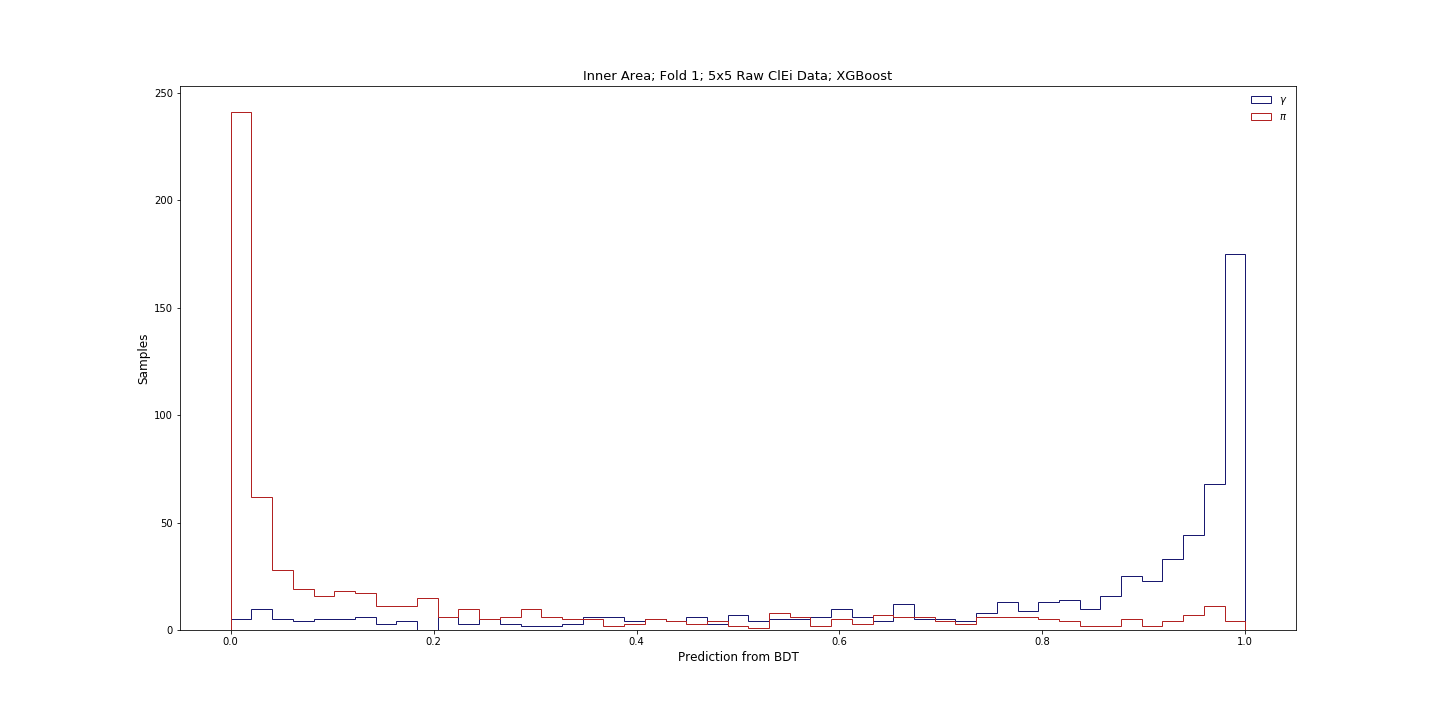 Inner Area; Fold 1; 5x5 Raw ClEi Data; XGBoost
250
200
150
100
50
0
Samples
γ
π
0.0 0.2 0.4 0.6 0.8 1.0
Prediction from BDT